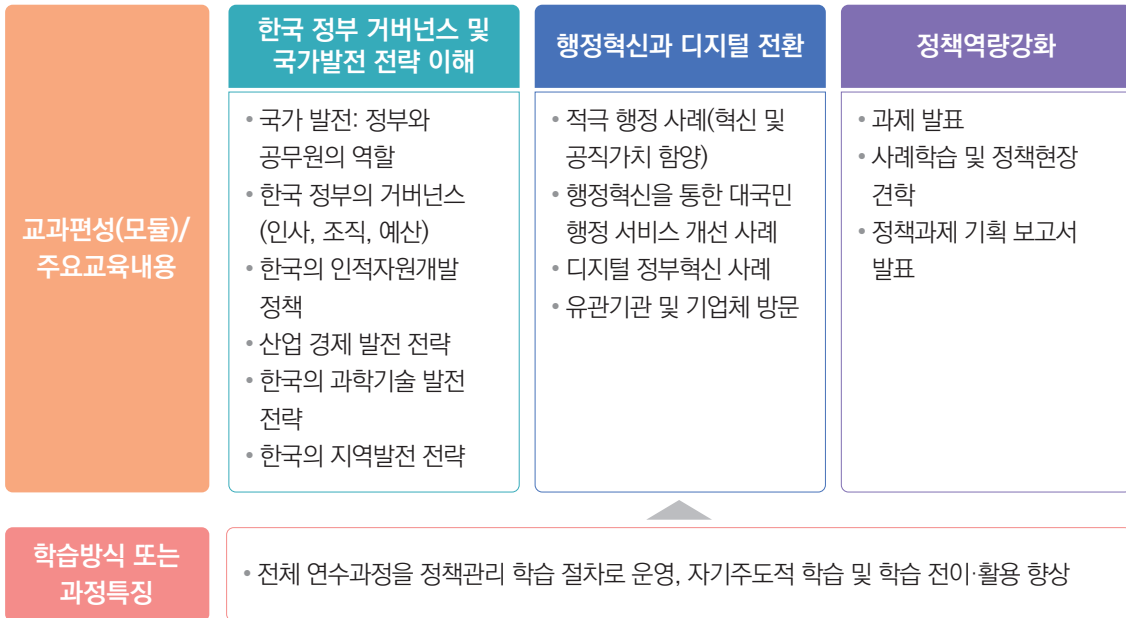 교과편성(모듈)/
주요교육내용
한국 정부 거버넌스 및
국가발전 전략 이해
• 국가 발전: 정부와
공무원의 역할
• 한국 정부의 거버넌스
(인사, 조직, 예산)
• 한국의 인적자원개발
정책
• 산업 경제 발전 전략
• 한국의 과학기술 발전
전략
• 한국의 지역발전 전략
행정혁신과 디지털 전환
• 적극 행정 사례(혁신 및
공직가치 함양)
• 행정혁신을 통한 대국민
행정 서비스 개선 사례
• 디지털 정부혁신 사례
• 유관기관 및 기업체 방문
정책역량강화
• 과제 발표
• 사례학습 및 정책현장
견학
• 정책과제 기획 보고서
발표
학습방식 또는
과정특징
• 전체 연수과정을 정책관리 학습 절차로 운영, 자기주도적 학습 및 학습 전이·활용 향상